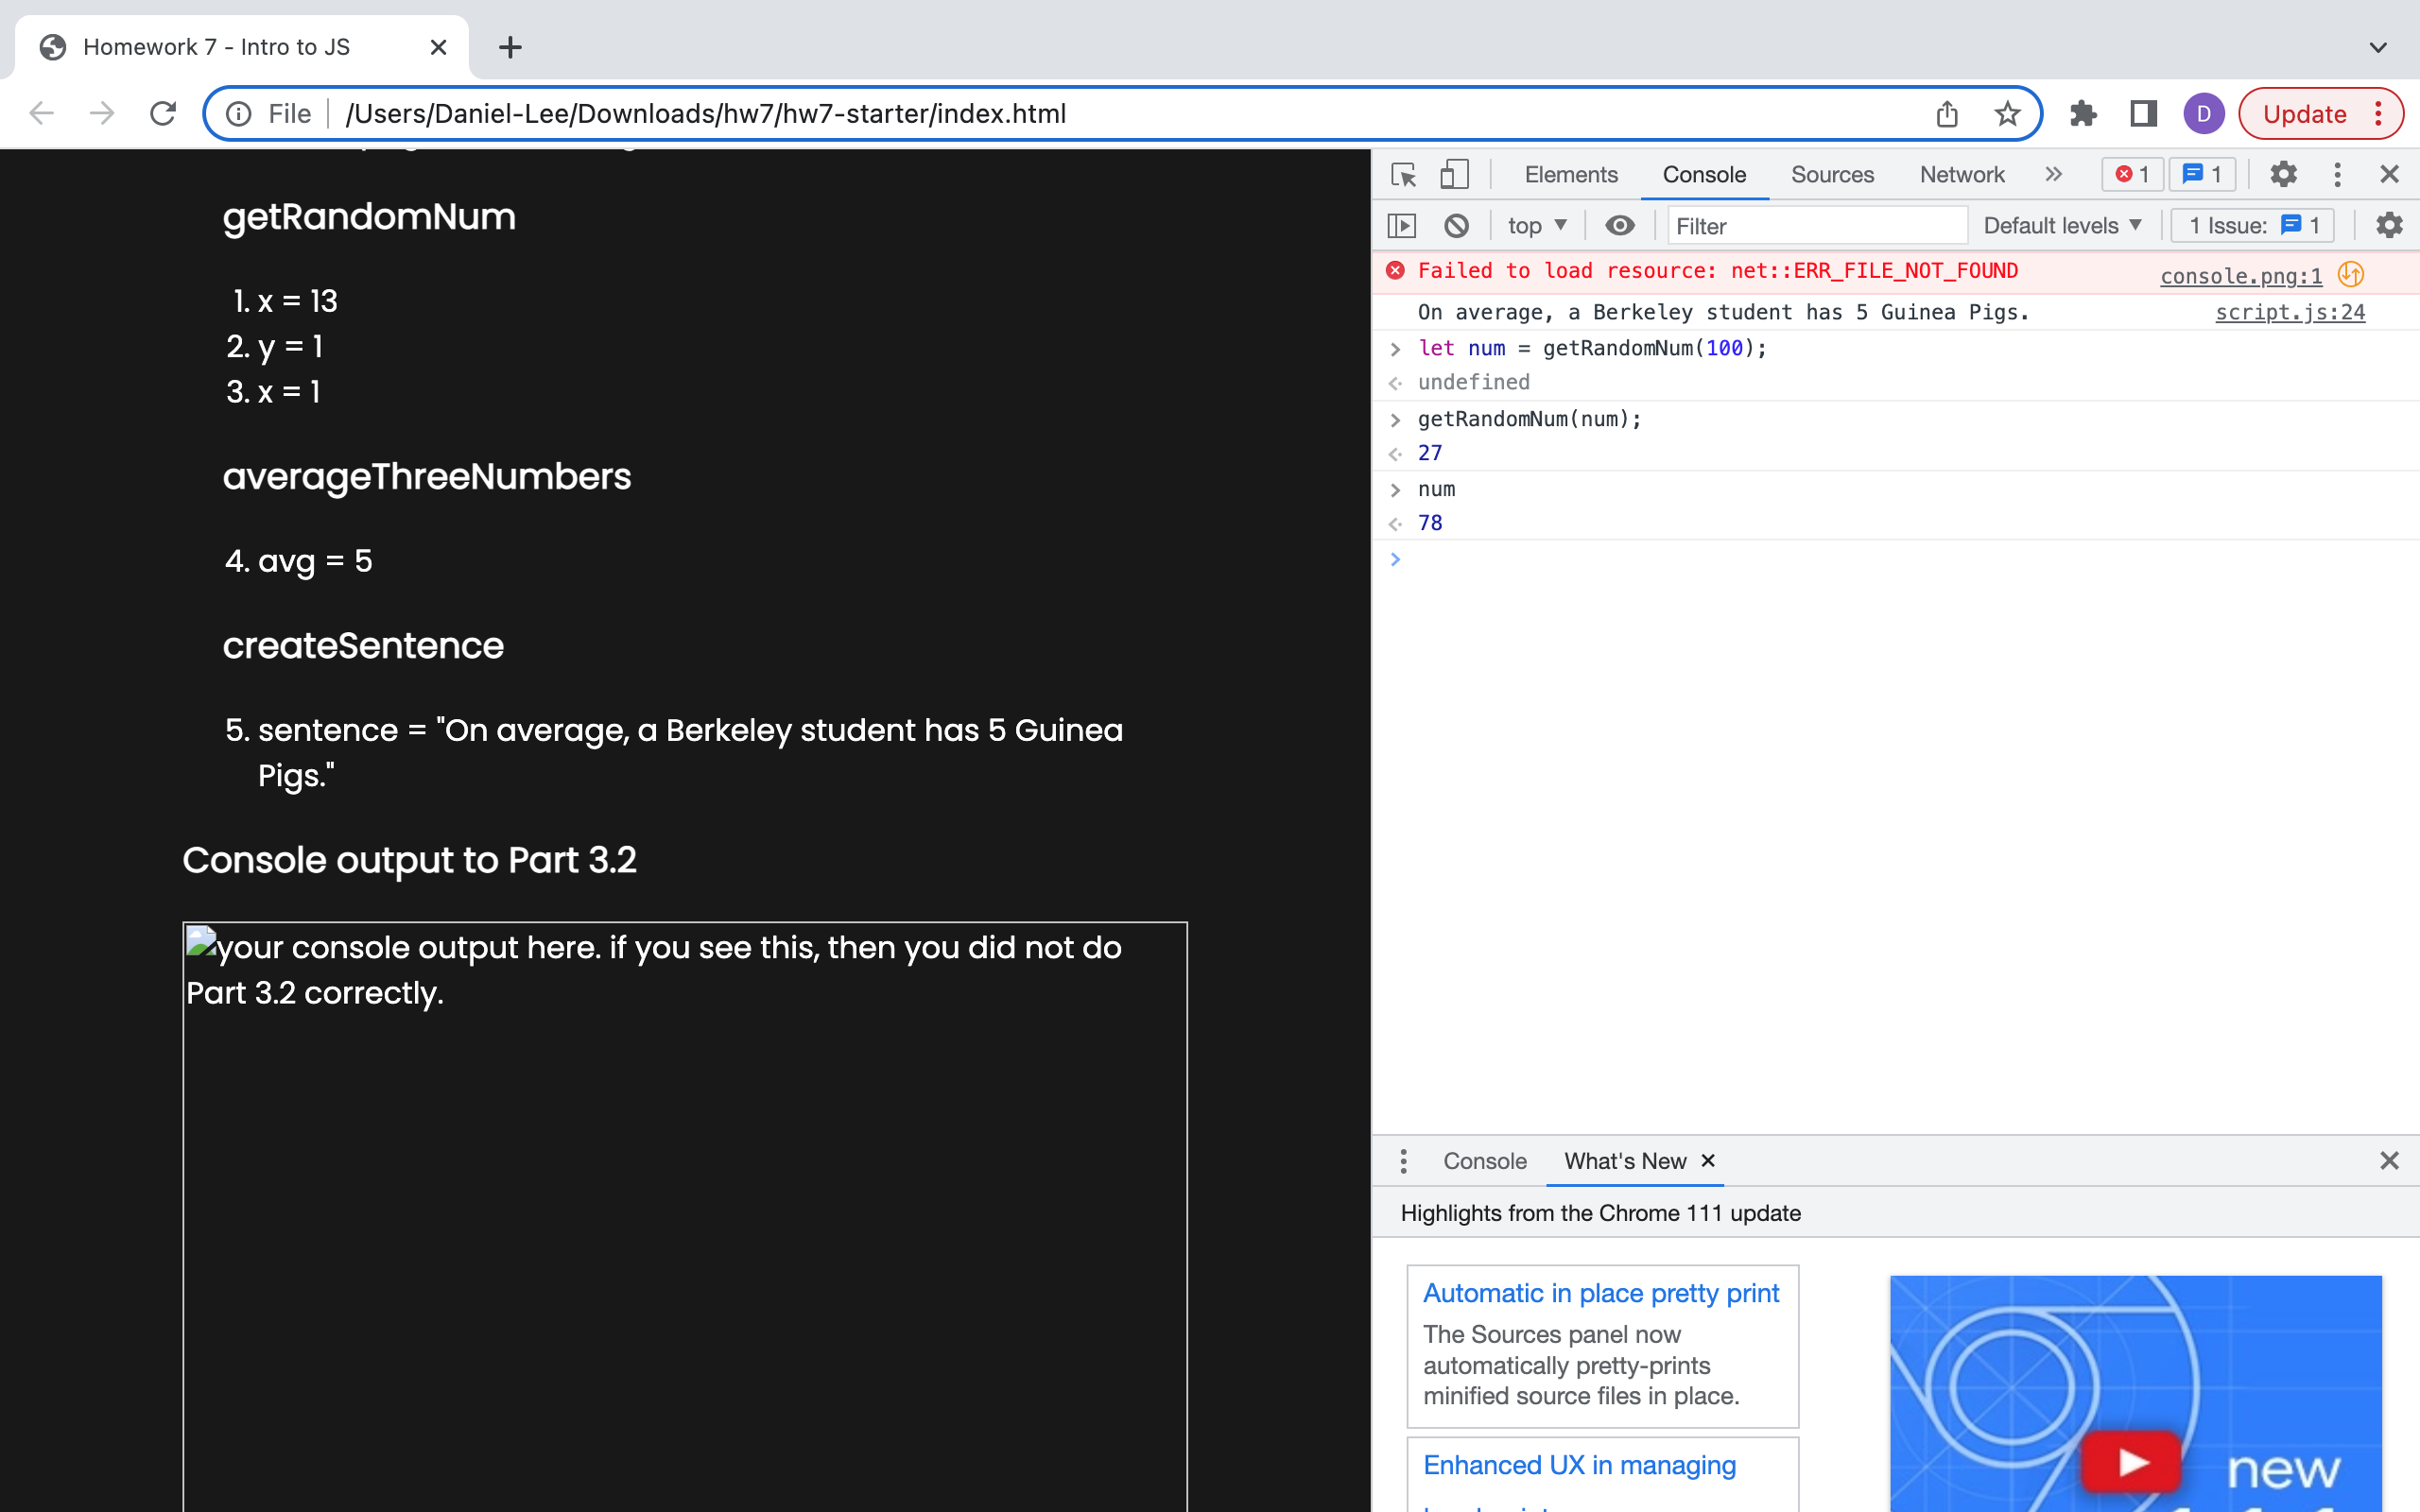 Homework 7 - Intro to JS
File
/Users/Daniel-Lee/Downloads/hw7/hw7-starter/index.html
D
Update
getRandomNum
1. x = 13
2. y = 1
3. x = 1
averageThreeNumbers
4. avg = 5
createSentence
5. sentence = "On average, a Berkeley student has 5 Guinea
Pigs."
Console output to Part 3.2
your console output here. if you see this, then you did not do
Part 3.2 correctly.
Elements Console Sources Network » 1 1
top Filter Default levels 1 Issue: 1
Failed to load resource: net::ERR_FILE_NOT_FOUND console.png:1
On average, a Berkeley student has 5 Guinea Pigs. script.js:24
> let num = getRandomNum(100);
undefined
> getRandomNum(num);
27
> num
78
>
Console What's New
Highlights from the Chrome 111 update
Automatic in place pretty print
The Sources panel now
automatically pretty-prints
minified source files in place.
Enhanced UX in managing
new